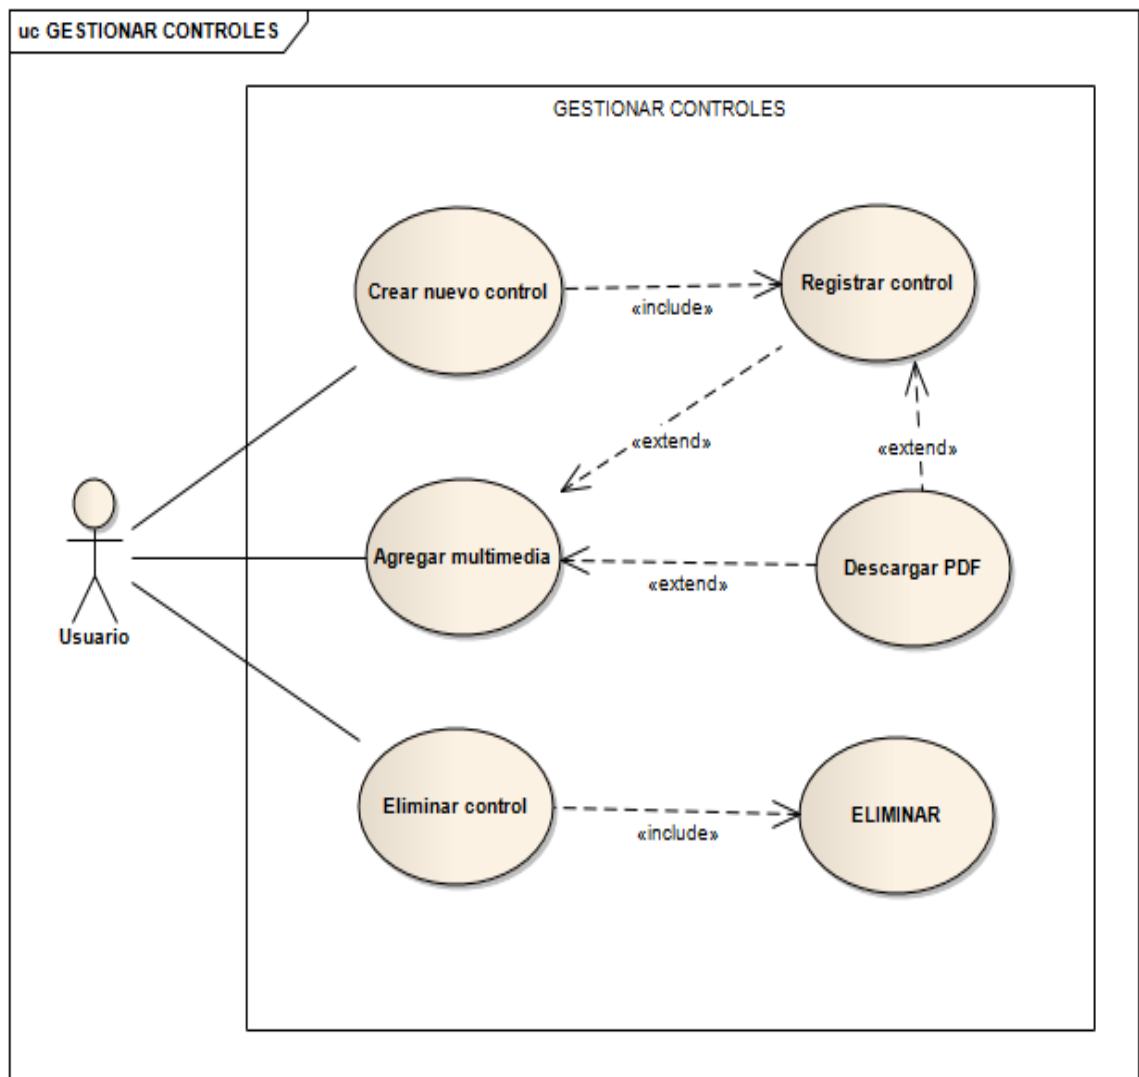 uc GESTIONAR CONTROLES
GESTIONAR CONTROLES
Crear nuevo control
«include»
Registrar control
«extend»
«extend»
Usuario
Agregar multimedia
«extend»
Descargar PDF
Eliminar control
«include»
ELIMINAR